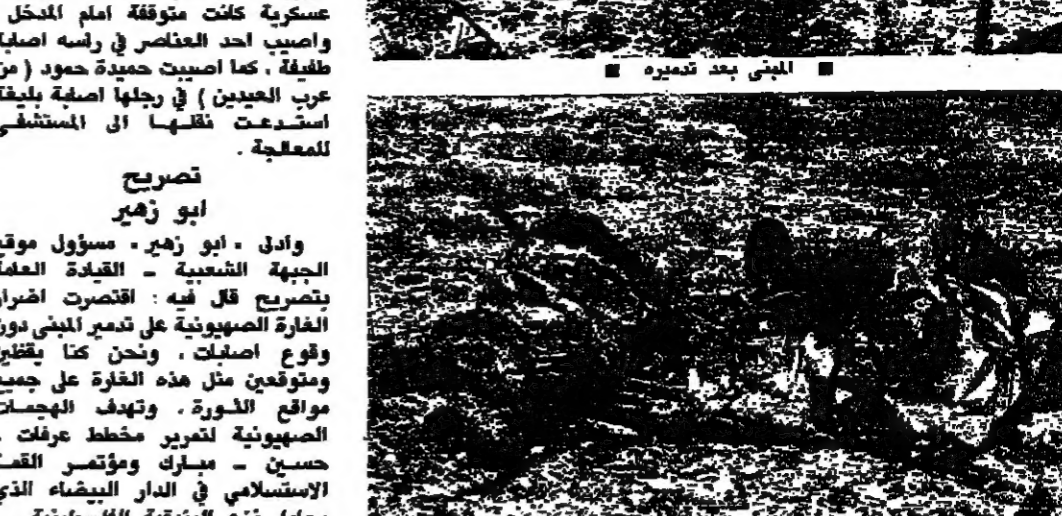 عسكرية كانت متوقفة امام المدخل
واصيب احد العناصر في راسه اصابة
طفيفة ، كما اصيبت حميدة حمود ( من
عرب العيدين ) في رجلها اصابة بليغة
استدعت نقلها الى المستشفى
للمعالجة .
تصريح
ابو زهير
وادلى « ابو زهير » مسؤول موقع
الجبهة الشعبية ـ القيادة العامة
بتصريح قال فيه : اقتصرت اضرار
الغارة الصهيونية على تدمير المبنى دون
وقوع اصابات ، ونحن كنا يقظين
ومتوقعين مثل هذه الغارة على جميع
مواقع الثورة ، وتهدف الهجمات
الصهيونية لتمرير مخطط عرفات ـ
حسين ـ مبارك ومؤتمر القمة
الاستسلامي في الدار البيضاء الذي
البندقية الفلسطينية
■ المبنى بعد تدميره ■